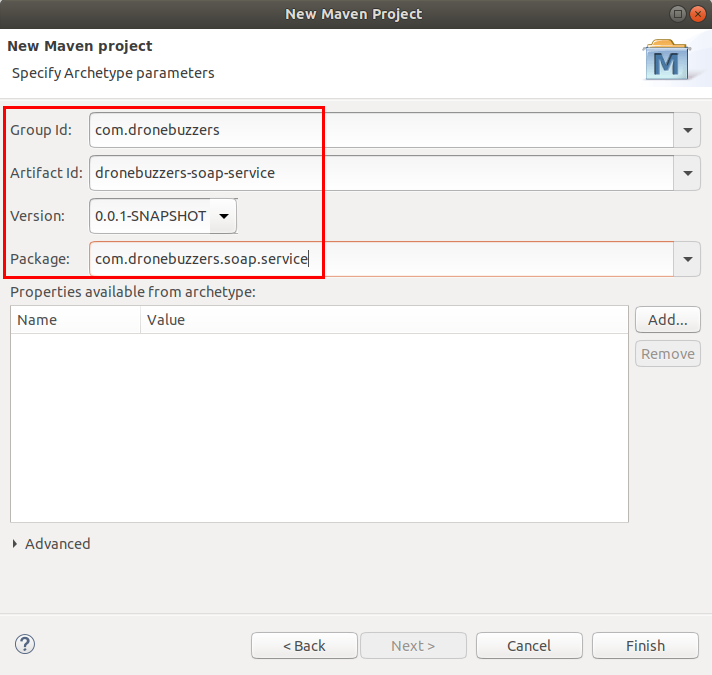 New Maven Project
New Maven project
Specify Archetype parameters
M
Group Id: com.dronebuzzers
Artifact Id: dronebuzzers-soap-service
Version: 0.0.1-SNAPSHOT
Package: com.dronebuzzers.soap.service
Properties available from archetype:
Name Value Add...
Remove
Advanced
? < Back Next > Cancel Finish